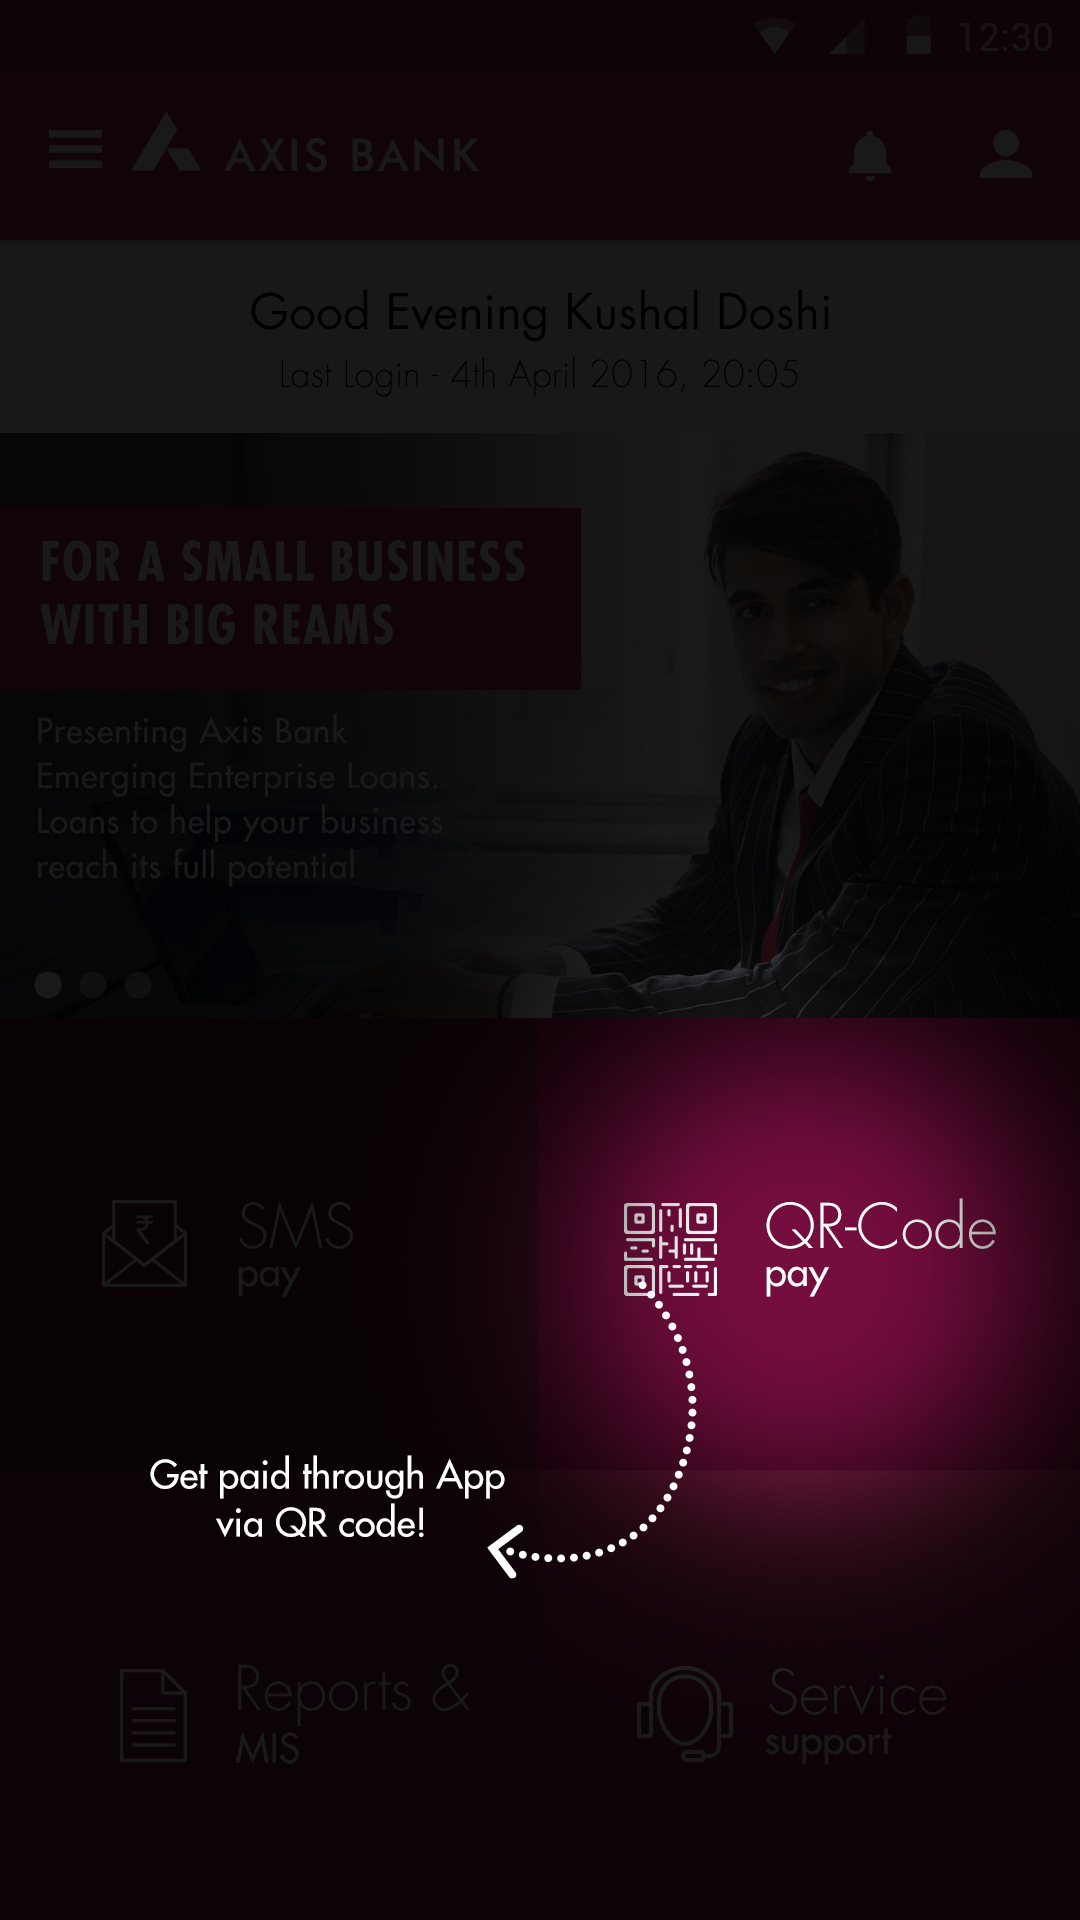 12:30
AXIS BANK
Good Evening Kushal Doshi
Last Login - 4th April 2016, 20:05
FOR A SMALL BUSINESS
WITH BIG REAMS
Presenting Axis Bank
Emerging Enterprise Loans.
Loans to help your business
reach its full potential
SMS
pay
QR-Code
pay
Get paid through App
via QR code!
Reports &
MIS
Service
support